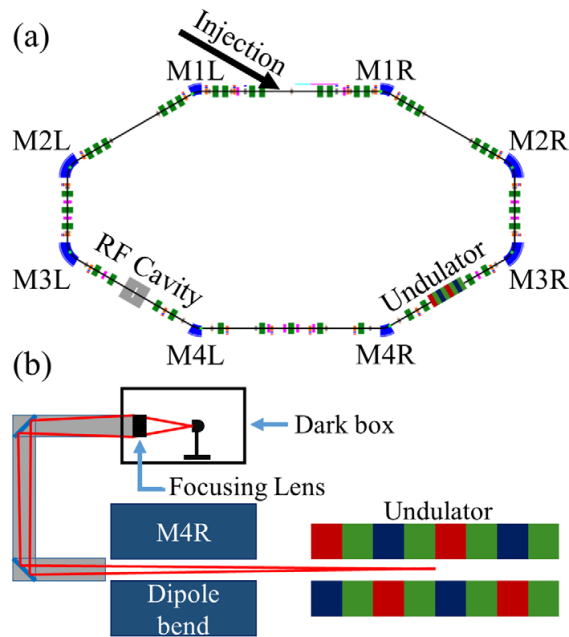 (a)
Injection
M1L
M1R
M2L
M2R
RF Cavity
Undulator
M3L
M3R
M4L
M4R
(b)
Dark box
Focusing Lens
Undulator
M4R
Dipole
bend